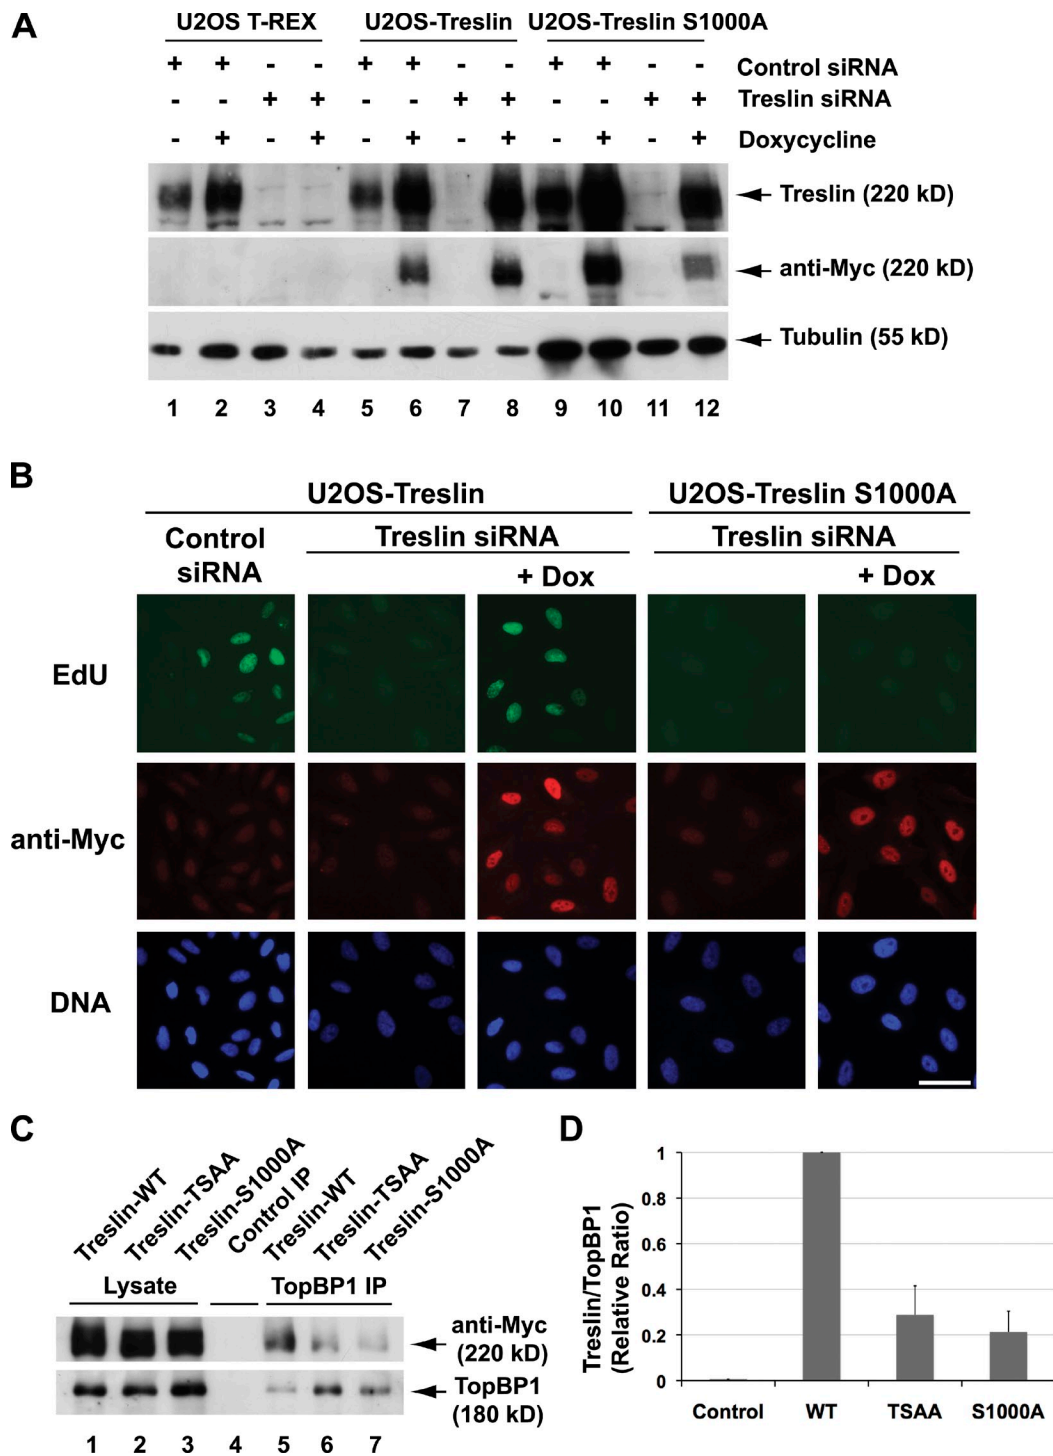 A
U2OS T-REX U2OS-Treslin U2OS-Treslin S1000A
+ + - - + + - - + + - - Control siRNA
- - + + - - + + - - + + Treslin siRNA
- + - + - + - + - + - + Doxycycline
Treslin (220 kD)
anti-Myc (220 kD)
Tubulin (55 kD)
1 2 3 4 5 6 7 8 9 10 11 12
B
U2OS-Treslin U2OS-Treslin S1000A
Control siRNA Treslin siRNA Treslin siRNA
+ Dox + Dox
EdU
anti-Myc
DNA
C
Treslin-WT Treslin-TSAA Treslin-S1000A Control IP Treslin-WT Treslin-TSAA Treslin-S1000A
Lysate TopBP1 IP
anti-Myc
(220 kD)
TopBP1
(180 kD)
1 2 3 4 5 6 7
D
Treslin/TopBP1
(Relative Ratio)
1
0.8
0.6
0.4
0.2
0
Control WT TSAA S1000A